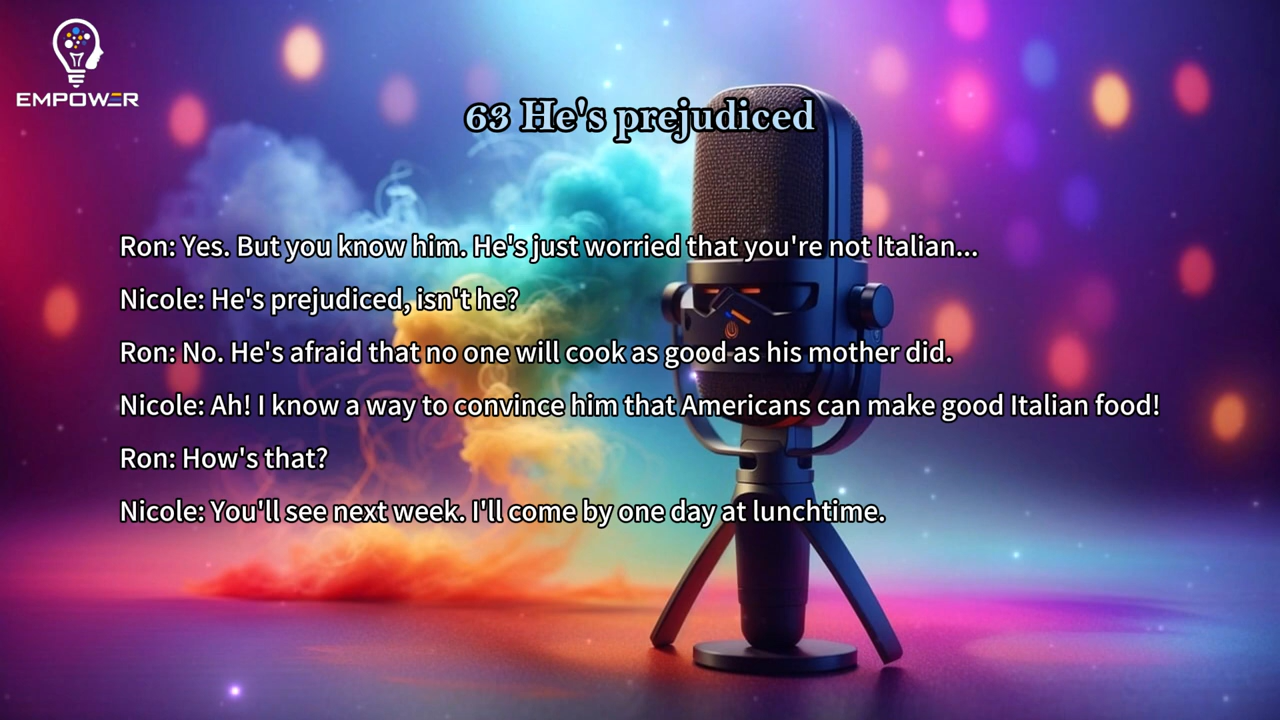 EMPOWER
63 He's prejudiced
Ron: Yes. But you know him. He's just worried that you're not Italian...
Nicole: He's prejudiced, isn't he?
Ron: No. He's afraid that no one will cook as good as his mother did.
Nicole: Ah! I know a way to convince him that Americans can make good Italian food!
Ron: How's that?
Nicole: You'll see next week. I'll come by one day at lunchtime.